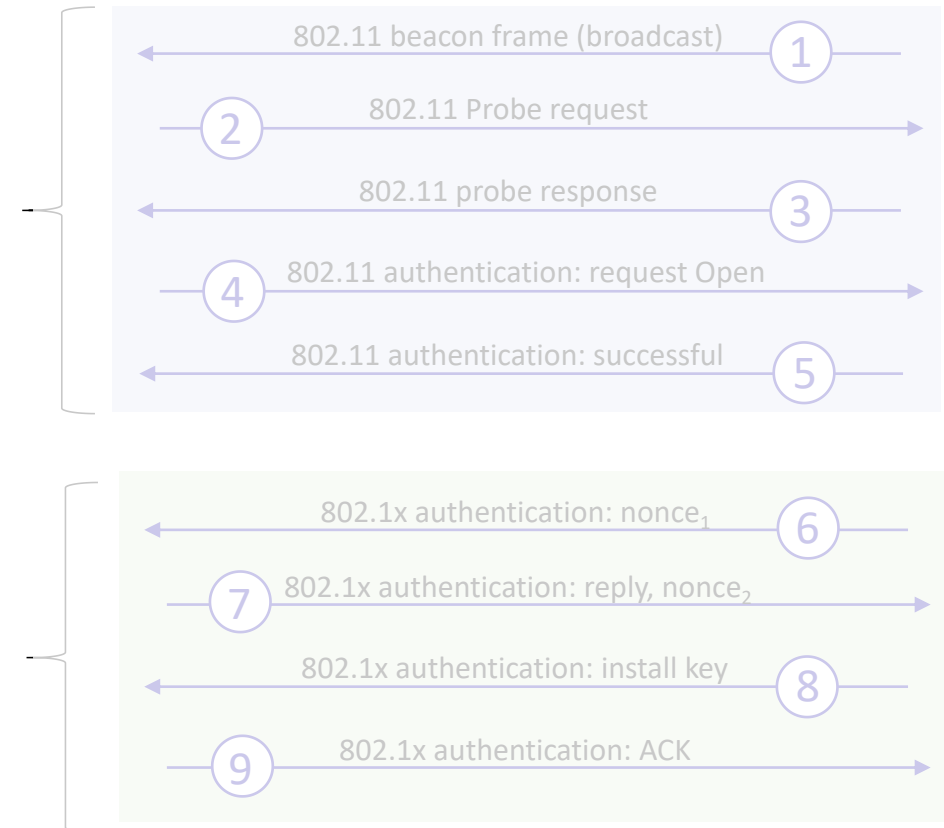 802.11 beacon frame (broadcast)
1
802.11 Probe request
2
802.11 probe response
3
802.11 authentication: request Open
4
802.11 authentication: successful
5
802.1x authentication: nonce₁
6
802.1x authentication: reply, nonce₂
7
802.1x authentication: install key
8
802.1x authentication: ACK
9